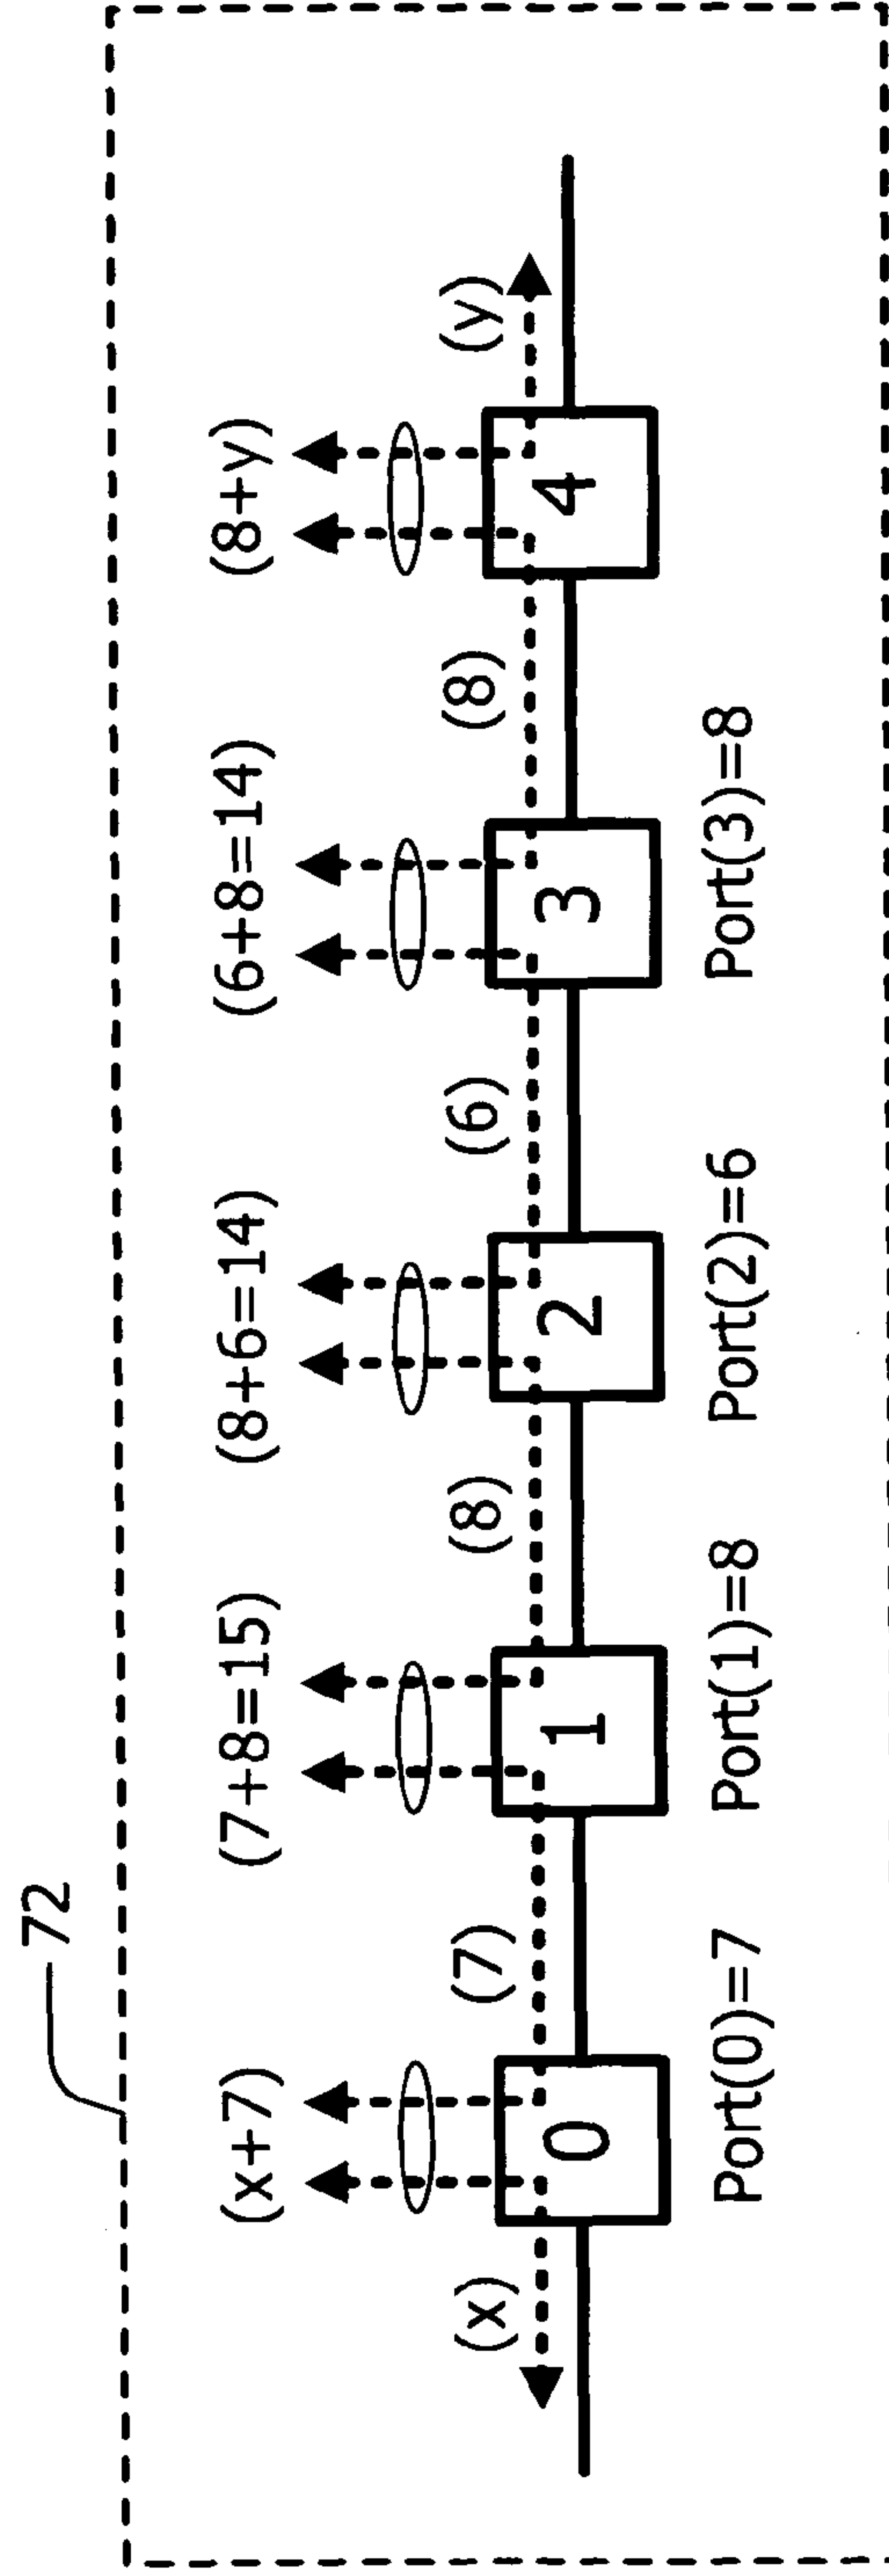 72
(x+7) (7+8=15) (8+6=14) (6+8=14) (8+y)
(x) (7) (8) (6) (8) (y)
0 1 2 3 4
Port(0)=7 Port(1)=8 Port(2)=6 Port(3)=8